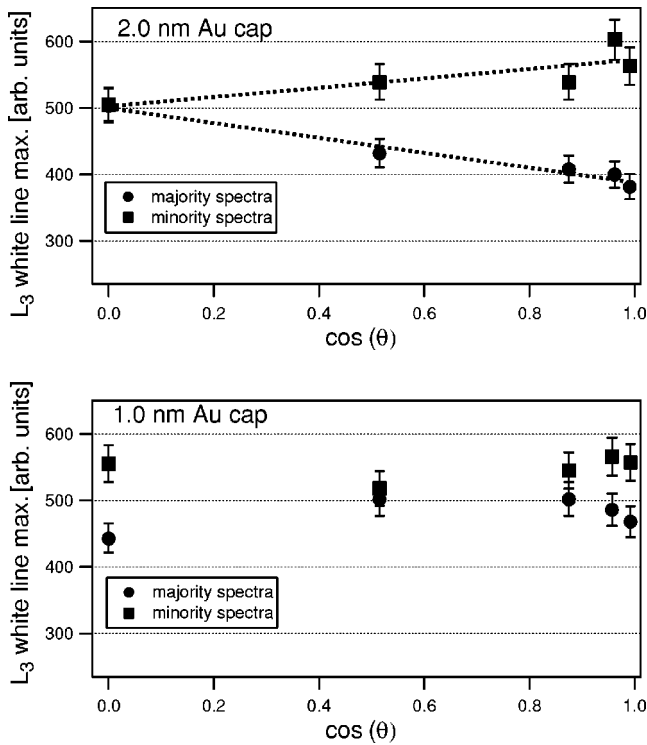 2.0 nm Au cap
L3 white line max. [arb. units]
600
500
400
300
majority spectra
minority spectra
0.0 0.2 0.4 0.6 0.8 1.0
cos (θ)
1.0 nm Au cap
L3 white line max. [arb. units]
600
500
400
300
majority spectra
minority spectra
0.0 0.2 0.4 0.6 0.8 1.0
cos (θ)